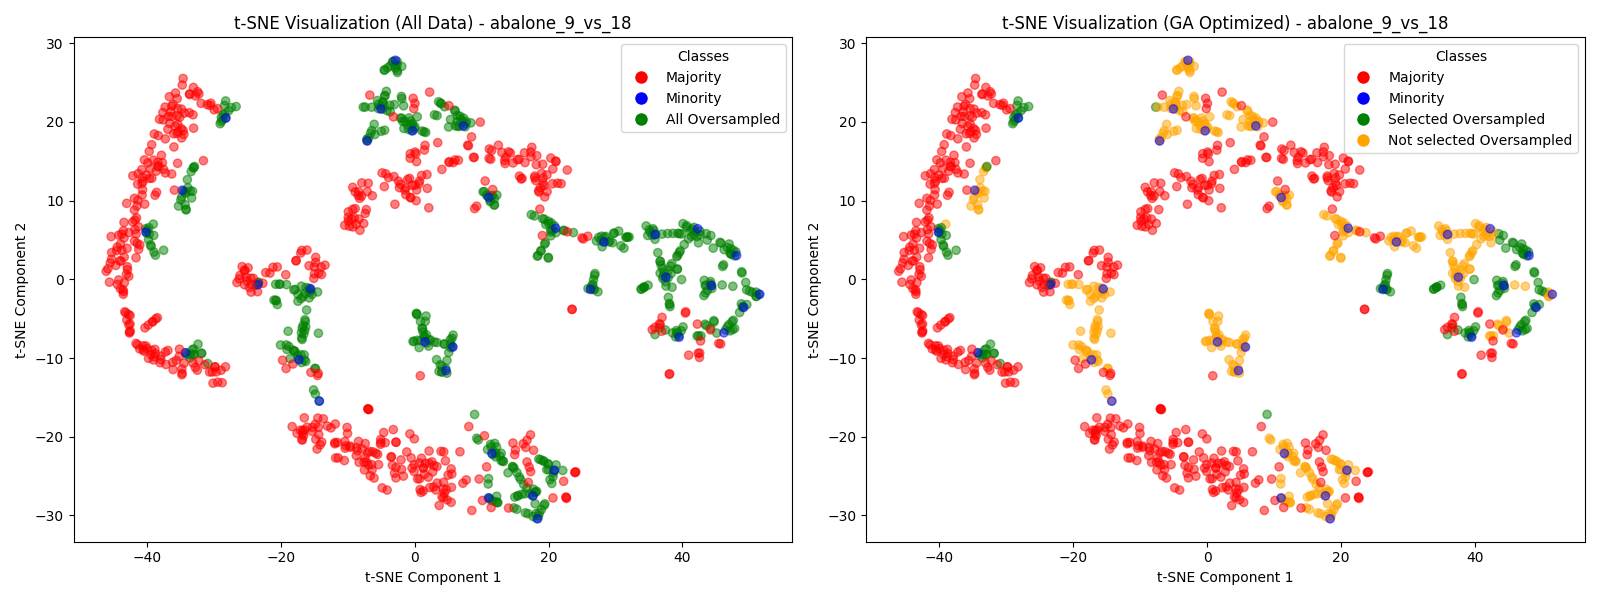 t-SNE Visualization (All Data) - abalone_9_vs_18
30
20
10
0
−10
−20
−30
t-SNE Component 2
−40
−20
0
20
40
t-SNE Component 1
Classes
Majority
Minority
All Oversampled
t-SNE Visualization (GA Optimized) - abalone_9_vs_18
30
20
10
0
−10
−20
−30
t-SNE Component 2
−40
−20
0
20
40
t-SNE Component 1
Classes
Majority
Minority
Selected Oversampled
Not selected Oversampled